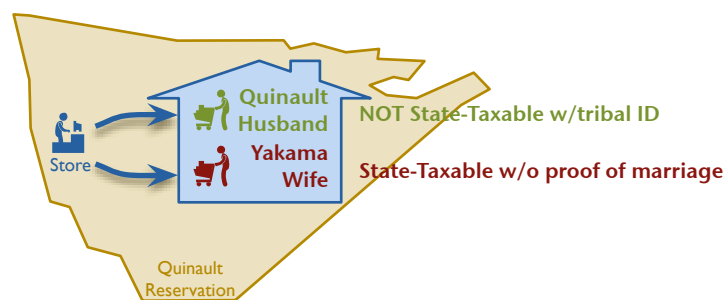 Quinault
Husband
NOT State-Taxable w/tribal ID
Store
Yakama
Wife
State-Taxable w/o proof of marriage
Quinault
Reservation